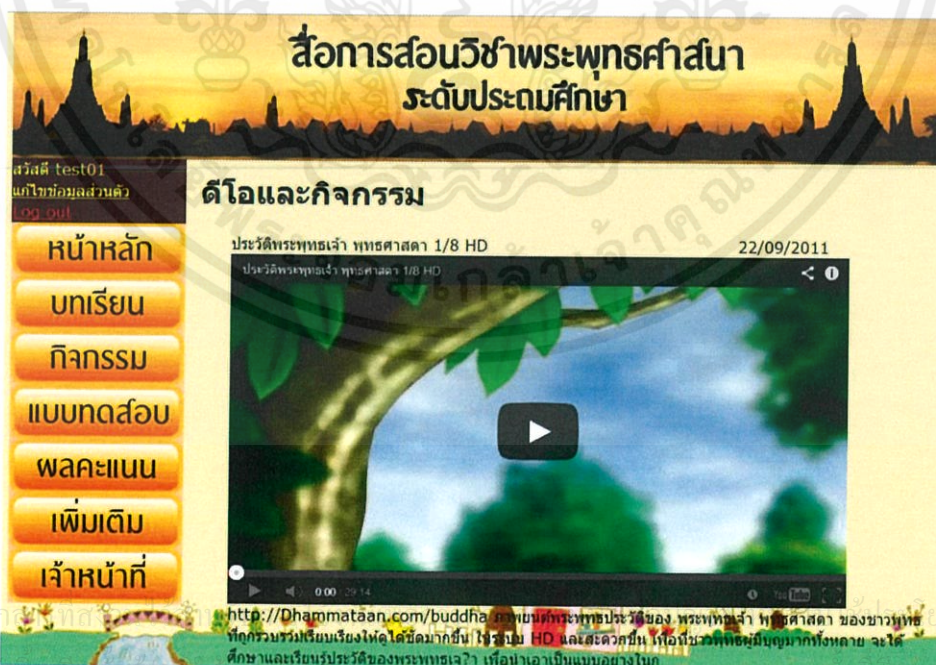 สื่อการสอนวิชาพระพุทธศาสนา
ระดับประถมศึกษา
สวัสดี test01
แก้ไขข้อมูลส่วนตัว
Log out
หน้าหลัก
บทเรียน
กิจกรรม
แบบทดสอบ
ผลคะแนน
เพิ่มเติม
เจ้าหน้าที่
ดีโอและกิจกรรม
ประวัติพระพุทธเจ้า พุทธศาสดา 1/8 HD 22/09/2011
ประวัติพระพุทธเจ้า พุทธศาสดา 1/8 HD
0:00 / 29:14
YouTube
http://Dhammataan.com/buddha ภาพยนต์พระพุทธประวัติของ พระพุทธเจ้า พุทธศาสดา ของชาวพุทธ
ที่ถูกรวบรวมเรียบเรียงให้ดูได้ชัดมากขึ้น ในระบบ HD และสะดวกขึ้น เพื่อที่ชาวพุทธผู้มีบุญมากทั้งหลาย จะได้
ศึกษาและเรียนรู้ประวัติของพระพุทธเจ้า เพื่อนำเอาเป็นแบบอย่างใน